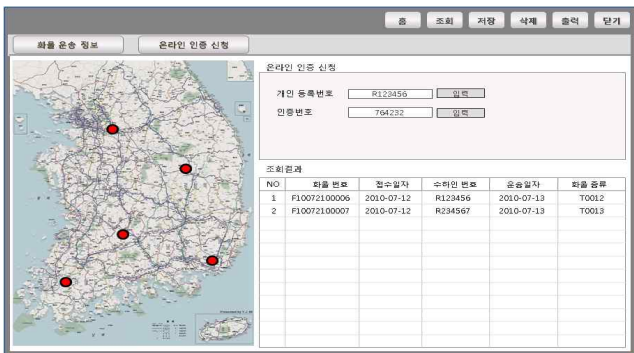 홈 조회 저장 삭제 출력 닫기
화물 운송 정보 온라인 인증 신청
온라인 인증 신청
개인 등록번호 R123456 입력
인증번호 764232 입력
조회결과
NO 화물 번호 접수일자 수하인 번호 운송일자 화물 종류
1 F10072100006 2010-07-12 R123456 2010-07-13 T0012
2 F10072100007 2010-07-12 R234567 2010-07-13 T0013